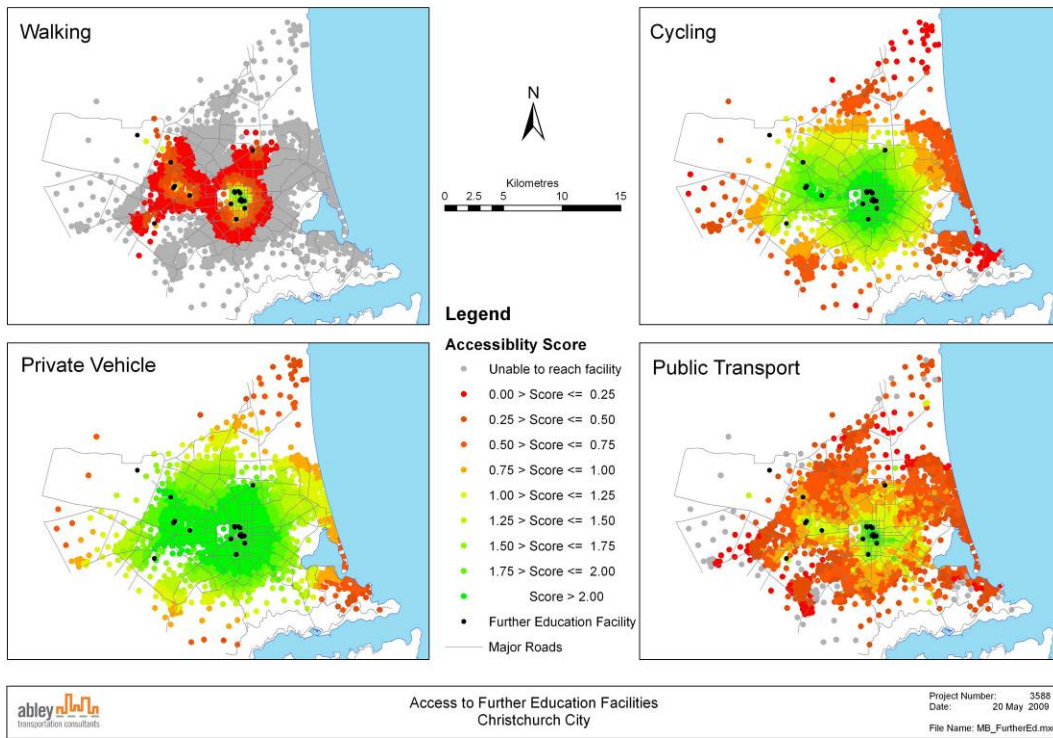 Walking
Cycling
N
Kilometres
0 2.5 5 10 15
Legend
Accessiblity Score
Unable to reach facility
0.00 > Score <= 0.25
0.25 > Score <= 0.50
0.50 > Score <= 0.75
0.75 > Score <= 1.00
1.00 > Score <= 1.25
1.25 > Score <= 1.50
1.50 > Score <= 1.75
1.75 > Score <= 2.00
Score > 2.00
Further Education Facility
Major Roads
Private Vehicle
Public Transport
abley
transportation consultants
Access to Further Education Facilities
Christchurch City
Project Number: 3588
Date: 20 May 2009
File Name: MB_FurtherEd.mx